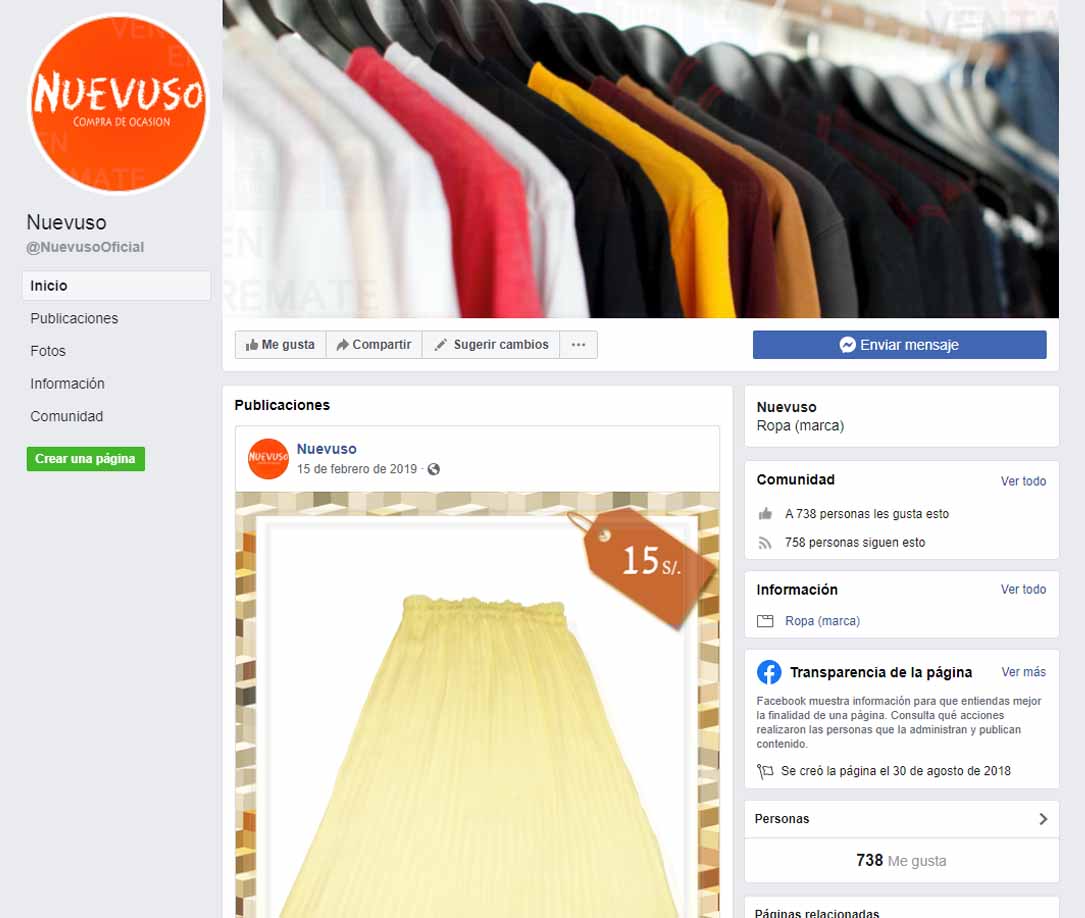 NUEVUSO
COMPRA DE OCASION
VENTA
EN
EN
REMATE
EN
REMATE
VENTA
Nuevuso
@NuevusoOficial
Inicio
Publicaciones
Fotos
Información
Comunidad
Crear una página
Me gusta
Compartir
Sugerir cambios
Enviar mensaje
Publicaciones
NUEVUSO
Nuevuso
15 de febrero de 2019 ·
15 S/.
Nuevuso
Ropa (marca)
Comunidad
Ver todo
A 738 personas les gusta esto
758 personas siguen esto
Información
Ver todo
Ropa (marca)
Transparencia de la página
Ver más
Facebook muestra información para que entiendas mejor
la finalidad de una página. Consulta qué acciones
realizaron las personas que la administran y publican
contenido.
Se creó la página el 30 de agosto de 2018
Personas
738 Me gusta
Páginas relacionadas